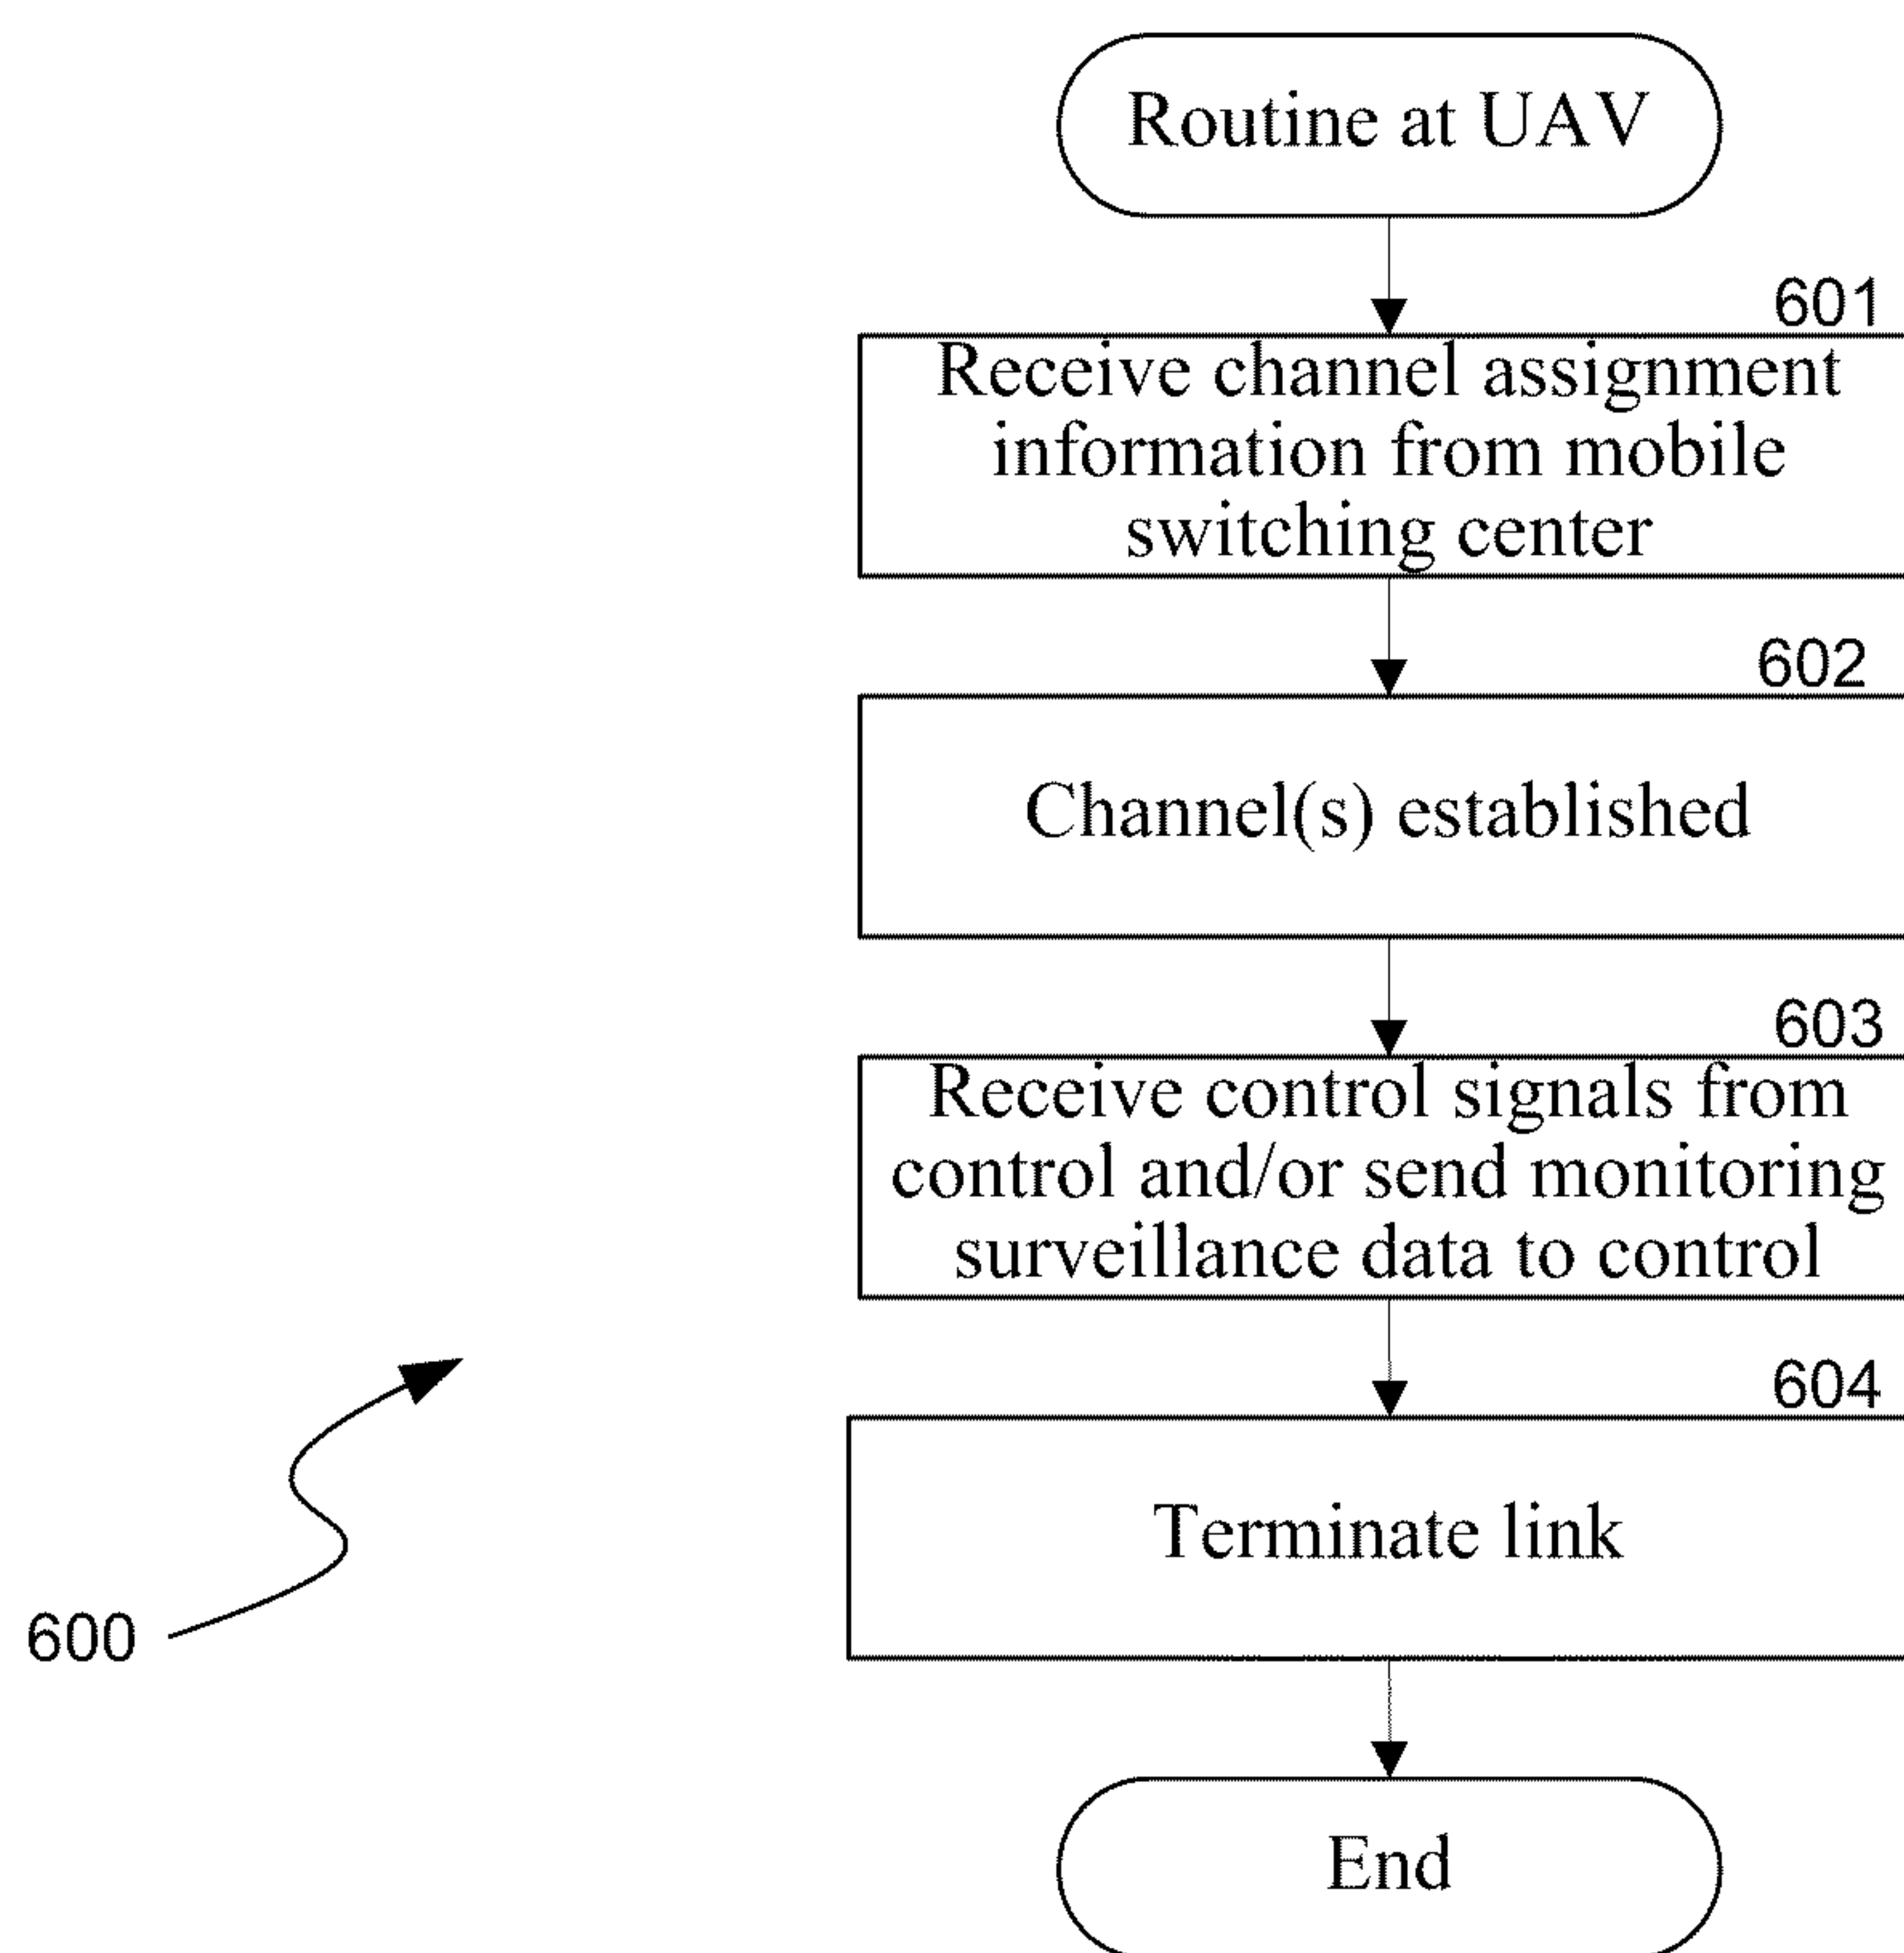 Routine at UAV
601
Receive channel assignment
information from mobile
switching center
602
Channel(s) established
603
Receive control signals from
control and/or send monitoring
surveillance data to control
604
Terminate link
600
End